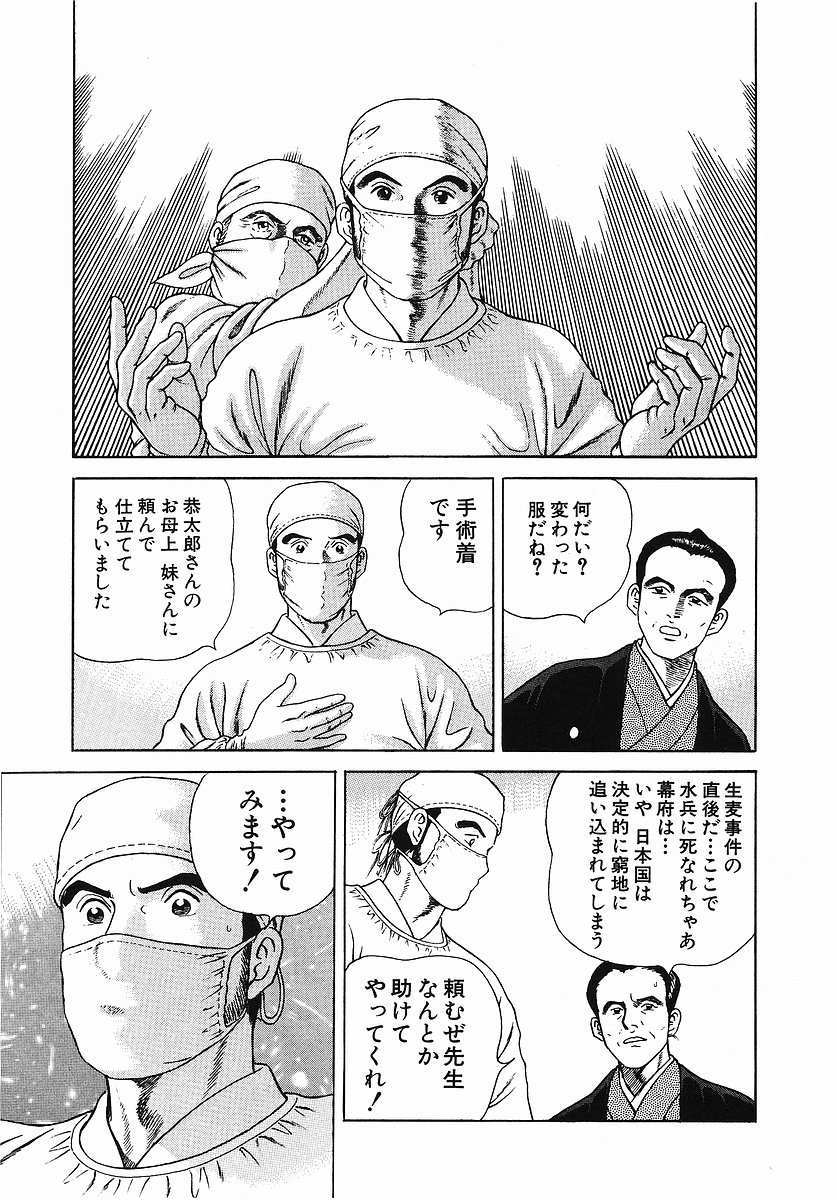 何だい？
変わった
服だね？
手術着
です
恭太郎さんの
お母上 妹さんに
頼んで
仕立てて
もらいました
生麦事件の
直後だ…ここで
水兵に死なれちゃあ
幕府は…
いや 日本国は
決定的に窮地に
追い込まれてしまう
頼むぜ先生
なんとか
助けて
やってくれ！
…やって
みます！